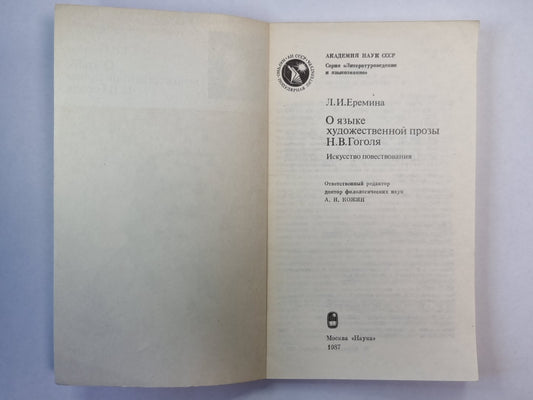 АКАДЕМИЯ НАУК СССР
Серия «Литературоведение
и языкознание»
Л.И.Еремина
О языке
художественной прозы
Н.В.Гоголя
Искусство повествования
Ответственный редактор
доктор филологических наук
А. Н. КОЖИН
Москва «Наука»
1987